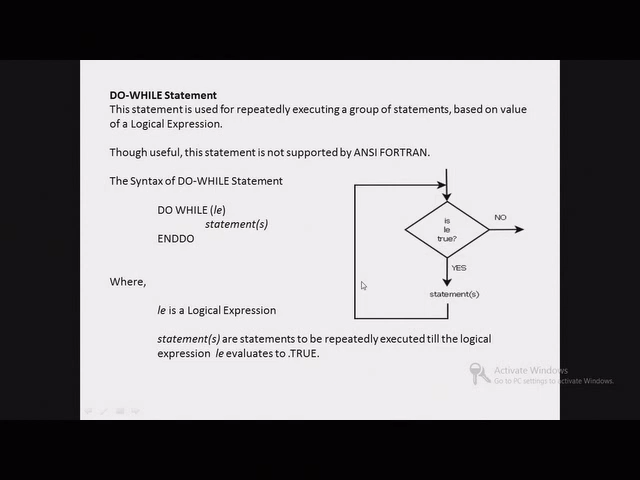 DO-WHILE Statement
This statement is used for repeatedly executing a group of statements, based on value
of a Logical Expression.
Though useful, this statement is not supported by ANSI FORTRAN.
The Syntax of DO-WHILE Statement
DO WHILE (le)
statement(s)
ENDDO
is
le
true?
NO
YES
statement(s)
Where,
le is a Logical Expression
statement(s) are statements to be repeatedly executed till the logical
expression le evaluates to .TRUE.
Activate Windows
Go to PC settings to activate Windows.